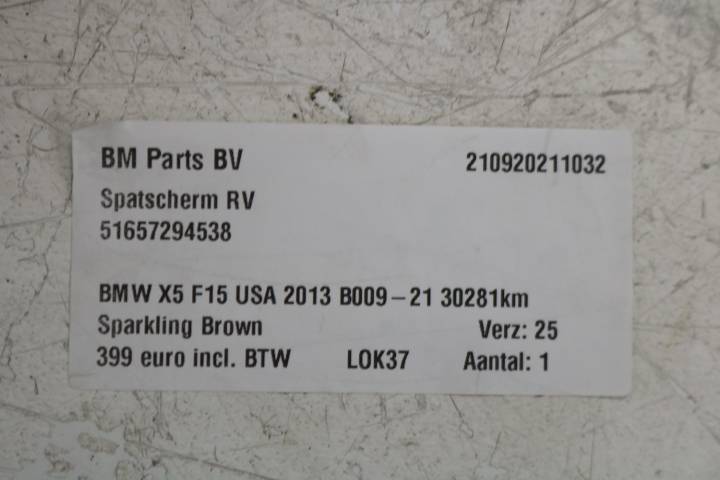 BM Parts BV 210920211032
Spatscherm RV
51657294538
BMW X5 F15 USA 2013 B009-21 30281km
Sparkling Brown Verz: 25
399 euro incl. BTW LOK37 Aantal: 1